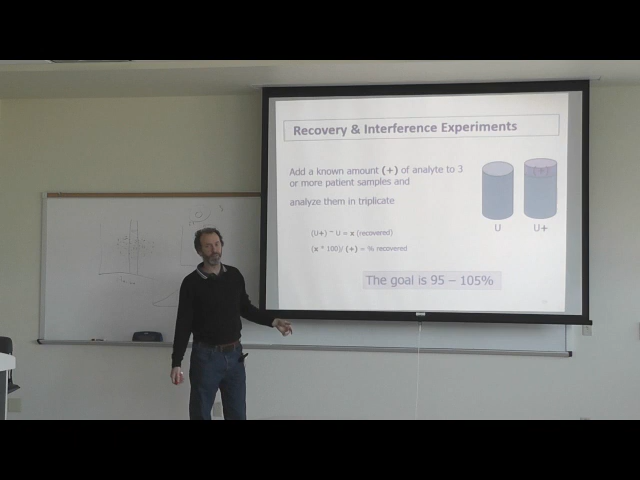 Recovery & Interference Experiments
Add a known amount (+) of analyte to 3
or more patient samples and
analyze them in triplicate
(U+) - U = x (recovered)
(x * 100)/ (+) = % recovered
The goal is 95 – 105%
(+)
U
U+